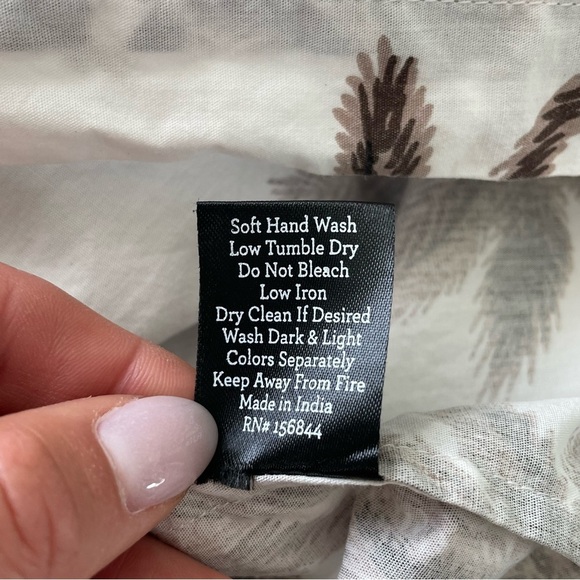 Soft Hand Wash
Low Tumble Dry
Do Not Bleach
Low Iron
Dry Clean If Desired
Wash Dark & Light
Colors Separately
Keep Away From Fire
Made in India
RN# 156844